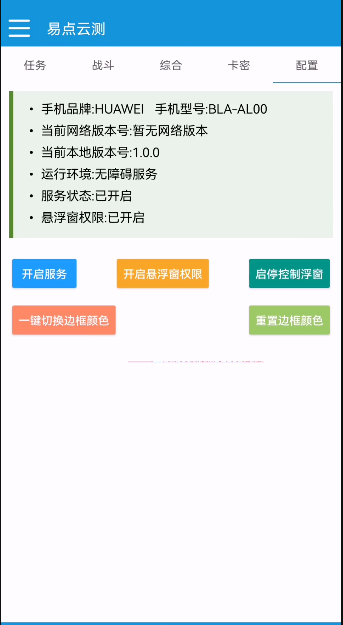 易点云测
任务 战斗 综合 卡密 配置
• 手机品牌:HUAWEI 手机型号:BLA-AL00
• 当前网络版本号:暂无网络版本
• 当前本地版本号:1.0.0
• 运行环境:无障碍服务
• 服务状态:已开启
• 悬浮窗权限:已开启
开启服务 开启悬浮窗权限 启停控制浮窗
一键切换边框颜色 重置边框颜色